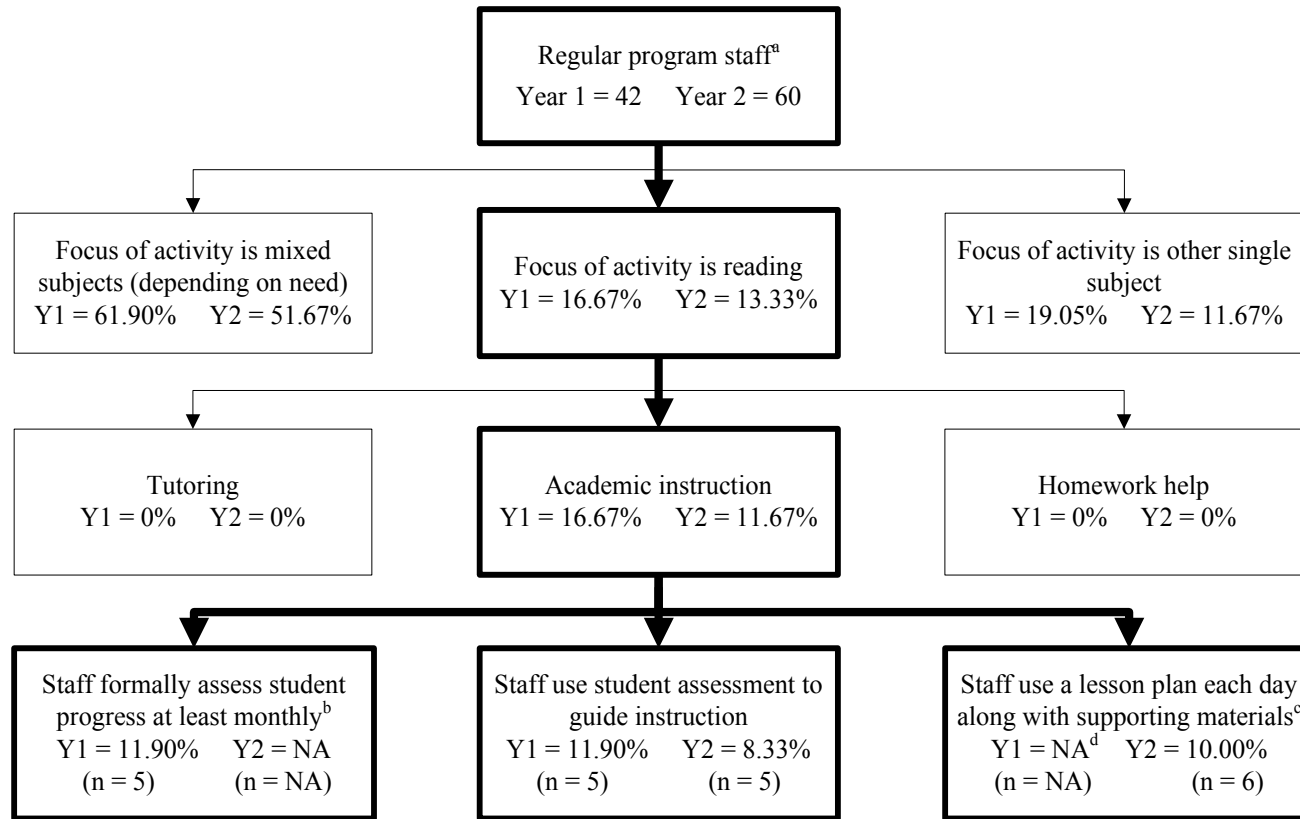 Regular program staffᵃ
Year 1 = 42 Year 2 = 60
Focus of activity is mixed
subjects (depending on need)
Y1 = 61.90% Y2 = 51.67%
Focus of activity is reading
Y1 = 16.67% Y2 = 13.33%
Focus of activity is other single
subject
Y1 = 19.05% Y2 = 11.67%
Tutoring
Y1 = 0% Y2 = 0%
Academic instruction
Y1 = 16.67% Y2 = 11.67%
Homework help
Y1 = 0% Y2 = 0%
Staff formally assess student
progress at least monthlyᵇ
Y1 = 11.90% Y2 = NA
(n = 5) (n = NA)
Staff use student assessment to
guide instruction
Y1 = 11.90% Y2 = 8.33%
(n = 5) (n = 5)
Staff use a lesson plan each day
along with supporting materialsᶜ
Y1 = NAᵈ Y2 = 10.00%
(n = NA) (n = 6)